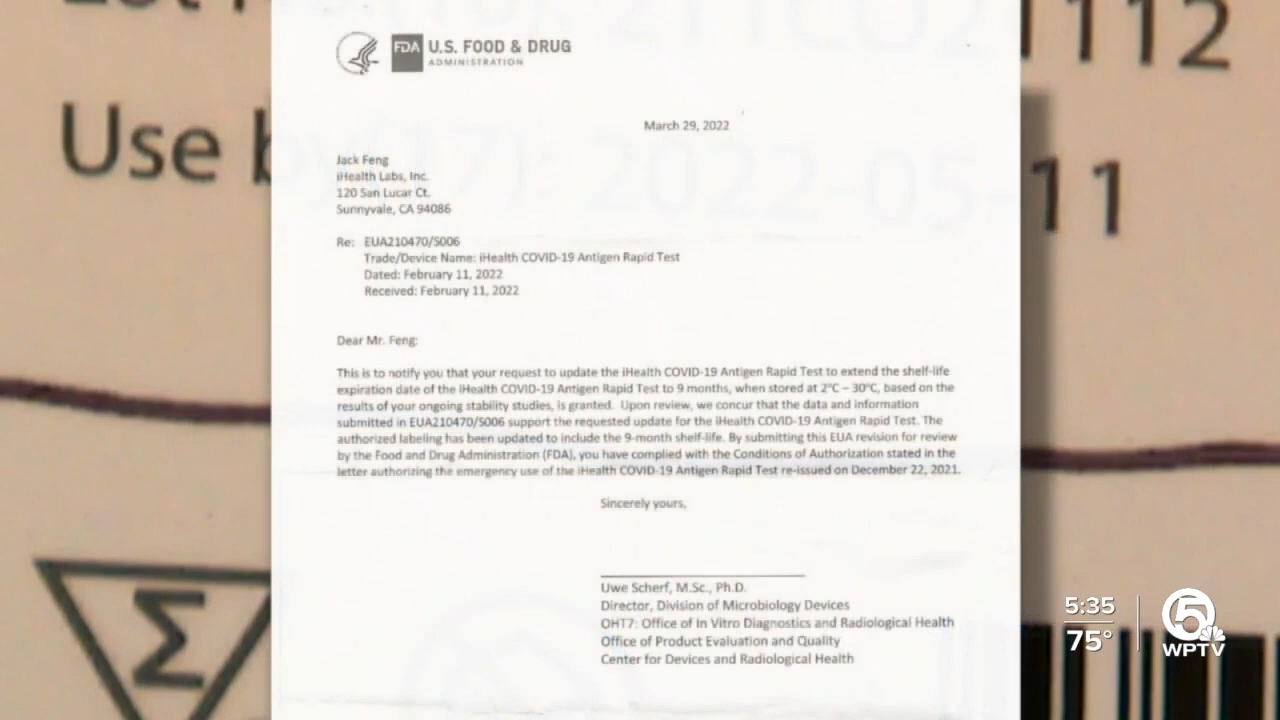 112
Use by(17): 2022-05-11
FDA
U.S. FOOD & DRUG
ADMINISTRATION
March 29, 2022
Jack Feng
iHealth Labs, Inc.
120 San Lucar Ct.
Sunnyvale, CA 94086
Re: EUA210470/S006
Trade/Device Name: iHealth COVID-19 Antigen Rapid Test
Dated: February 11, 2022
Received: February 11, 2022
Dear Mr. Feng:
This is to notify you that your request to update the iHealth COVID-19 Antigen Rapid Test to extend the shelf-life
expiration date of the iHealth COVID-19 Antigen Rapid Test to 9 months, when stored at 2°C – 30°C, based on the
results of your ongoing stability studies, is granted. Upon review, we concur that the data and information
submitted in EUA210470/S006 support the requested update for the iHealth COVID-19 Antigen Rapid Test. The
authorized labeling has been updated to include the 9-month shelf-life. By submitting this EUA revision for review
by the Food and Drug Administration (FDA), you have complied with the Conditions of Authorization stated in the
letter authorizing the emergency use of the iHealth COVID-19 Antigen Rapid Test re-issued on December 22, 2021.
Sincerely yours,
Uwe Scherf, M.Sc., Ph.D.
Director, Division of Microbiology Devices
OHT7: Office of In Vitro Diagnostics and Radiological Health
Office of Product Evaluation and Quality
Center for Devices and Radiological Health
Σ
5:35
75°
5
WPTV